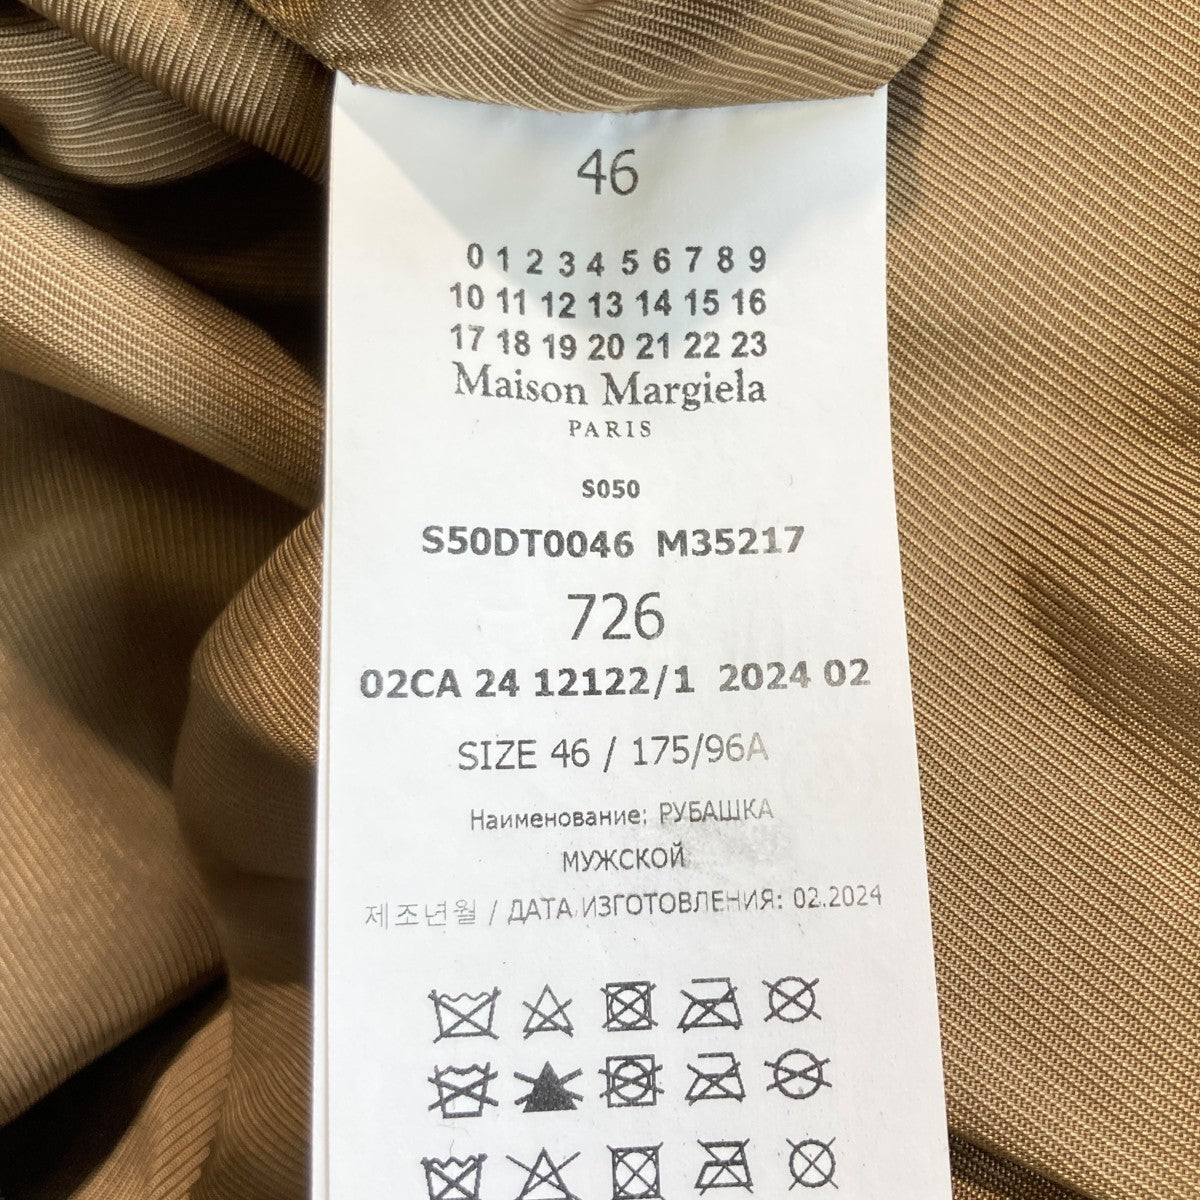 46
0 1 2 3 4 5 6 7 8 9
10 11 12 13 14 15 16
17 18 19 20 21 22 23
Maison Margiela
PARIS
S050
S50DT0046 M35217
726
02CA 24 12122/1 2024 02
SIZE 46 / 175/96A
Наименование: РУБАШКА
МУЖСКОЙ
제조년월 / ДАТА ИЗГОТОВЛЕНИЯ: 02.2024